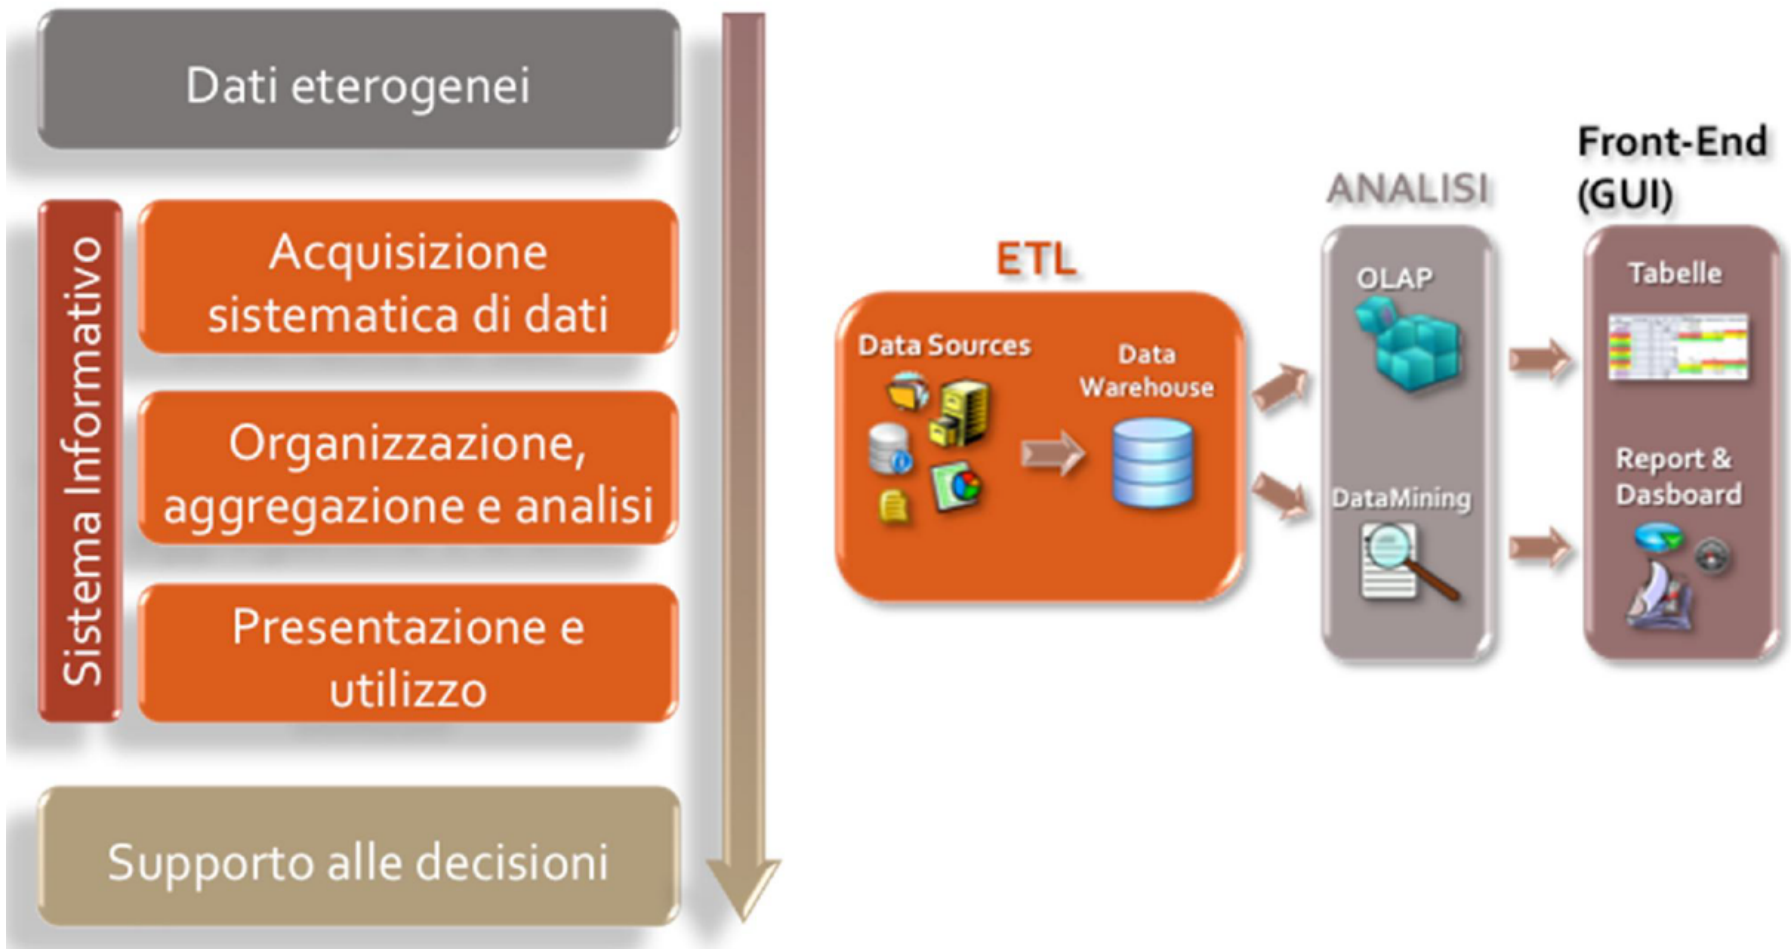 Dati eterogenei
Sistema Informativo
Acquisizione
sistematica di dati
Organizzazione,
aggregazione e analisi
Presentazione e
utilizzo
Supporto alle decisioni
ETL
Data Sources
Data
Warehouse
ANALISI
OLAP
DataMining
Front-End
(GUI)
Tabelle
Report &
Dasboard